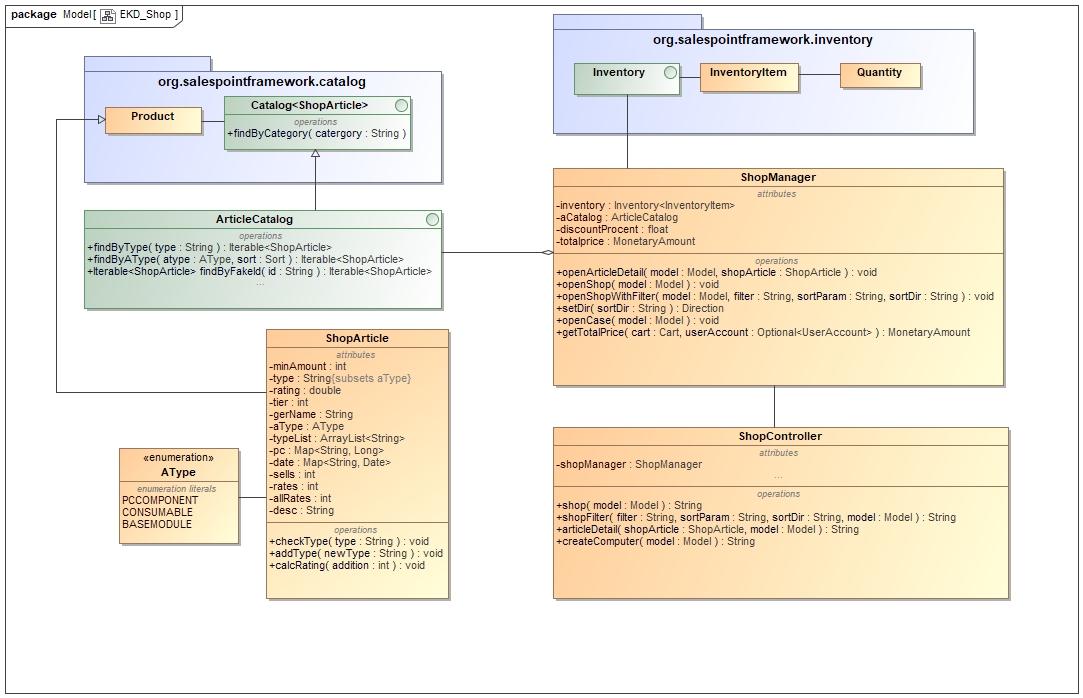 package Model [ EKD_Shop ]
org.salespointframework.catalog
Product
Catalog<ShopArticle>
operations
+findByCategory( catergory : String )
ArticleCatalog
operations
+findByType( type : String ) : Iterable<ShopArticle>
+findByAType( atype : AType, sort : Sort ) : Iterable<ShopArticle>
+Iterable<ShopArticle> findByFakeId( id : String ) : Iterable<ShopArticle>
...
ShopArticle
attributes
-minAmount : int
-type : String{subsets aType}
-rating : double
-tier : int
-gerName : String
-aType : AType
-typeList : ArrayList<String>
-pc : Map<String, Long>
-date : Map<String, Date>
-sells : int
-rates : int
-allRates : int
-desc : String
operations
+checkType( type : String ) : void
+addType( newType : String ) : void
+calcRating( addition : int ) : void
«enumeration»
AType
enumeration literals
PCCOMPONENT
CONSUMABLE
BASEMODULE
org.salespointframework.inventory
Inventory
InventoryItem
Quantity
ShopManager
attributes
-inventory : Inventory<InventoryItem>
-aCatalog : ArticleCatalog
-discountProcent : float
-totalprice : MonetaryAmount
operations
+openArticleDetail( model : Model, shopArticle : ShopArticle ) : void
+openShop( model : Model ) : void
+openShopWithFilter( model : Model, filter : String, sortParam : String, sortDir : String ) : void
+setDir( sortDir : String ) : Direction
+openCase( model : Model ) : void
+getTotalPrice( cart : Cart, userAccount : Optional<UserAccount> ) : MonetaryAmount
ShopController
attributes
-shopManager : ShopManager
...
operations
+shop( model : Model ) : String
+shopFilter( filter : String, sortParam : String, sortDir : String, model : Model ) : String
+articleDetail( shopArticle : ShopArticle, model : Model ) : String
+createComputer( model : Model ) : String